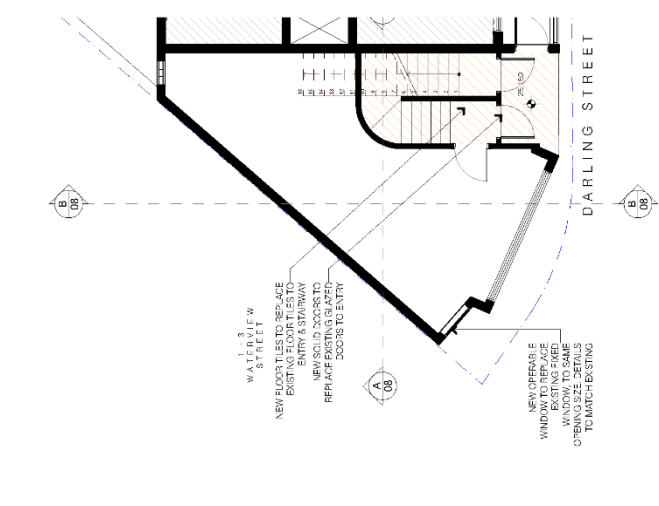 DARLING STREET
25,150
B
08
B
08
A
08
1 - 3
WATERVIEW
STREET
NEW FLOOR TILES TO REPLACE
EXISTING FLOOR TILES TO
ENTRY & STAIRWAY
NEW SOLID DOORS TO
REPLACE EXISTING GLAZED
DOORS TO ENTRY
NEW OPERABLE
WINDOW TO REPLACE
EXISTING FIXED
WINDOW, TO SAME
OPENING SIZE. DETAILS
TO MATCH EXISTING